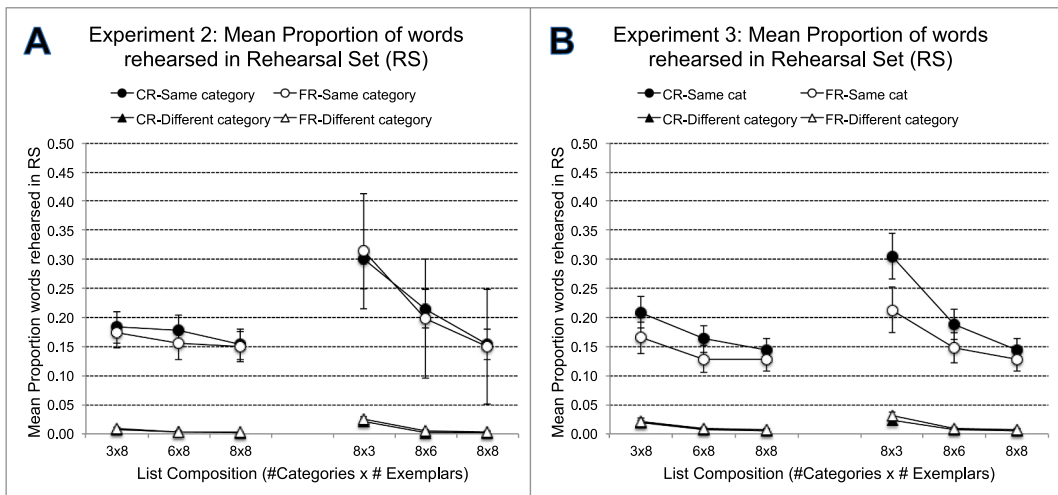 A
Experiment 2: Mean Proportion of words
rehearsed in Rehearsal Set (RS)
CR-Same category
FR-Same category
CR-Different category
FR-Different category
Mean Proportion words rehearsed in RS
0.50
0.45
0.40
0.35
0.30
0.25
0.20
0.15
0.10
0.05
0.00
3x8 6x8 8x8 8x3 8x6 8x8
List Composition (#Categories x # Exemplars)
B
Experiment 3: Mean Proportion of words
rehearsed in Rehearsal Set (RS)
CR-Same cat
FR-Same cat
CR-Different category
FR-Different category
Mean Proportion words rehearsed in RS
0.50
0.45
0.40
0.35
0.30
0.25
0.20
0.15
0.10
0.05
0.00
3x8 6x8 8x8 8x3 8x6 8x8
List Composition (#Categories x # Exemplars)